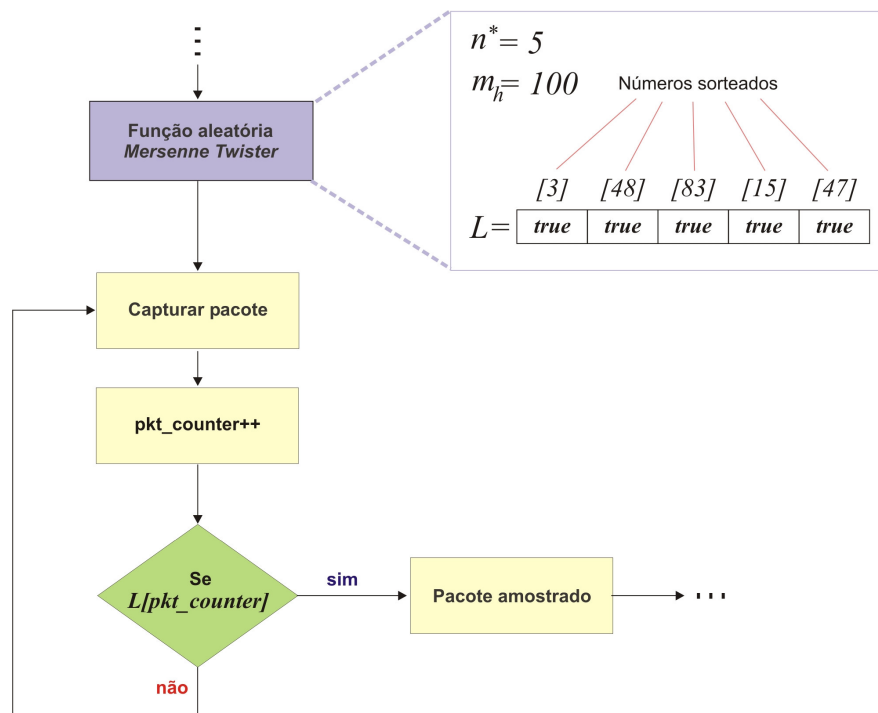 n*= 5
mh= 100
Números sorteados
[3] [48] [83] [15] [47]
L= true true true true true
Função aleatória
Mersenne Twister
Capturar pacote
pkt_counter++
Se
L[pkt_counter]
sim
Pacote amostrado
...
não